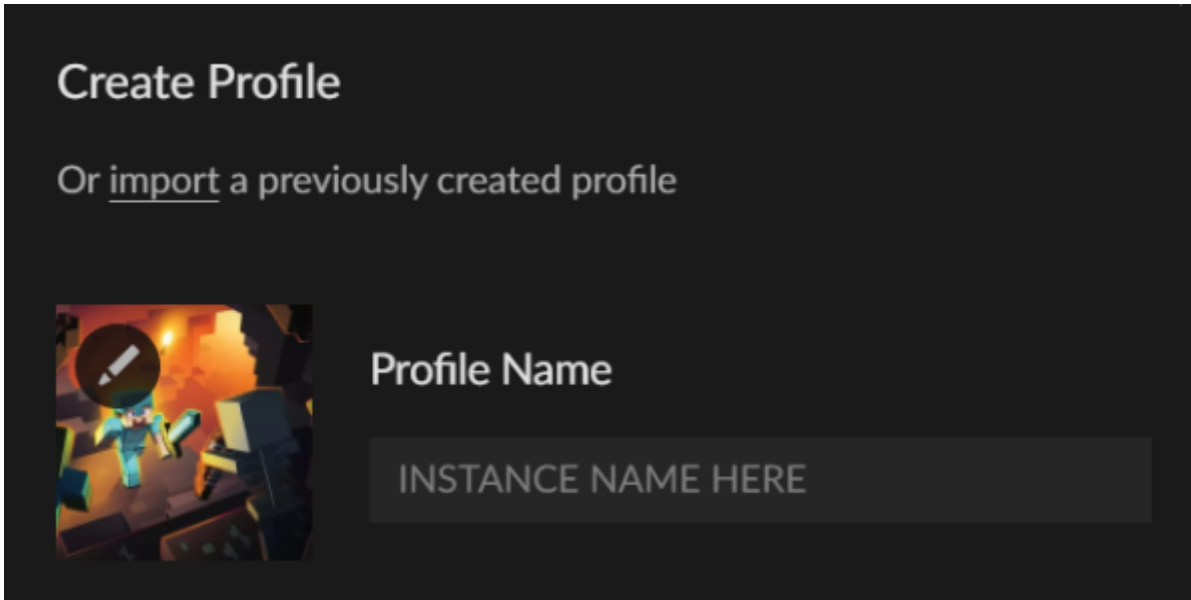 Create Profile
Or import a previously created profile
Profile Name
INSTANCE NAME HERE